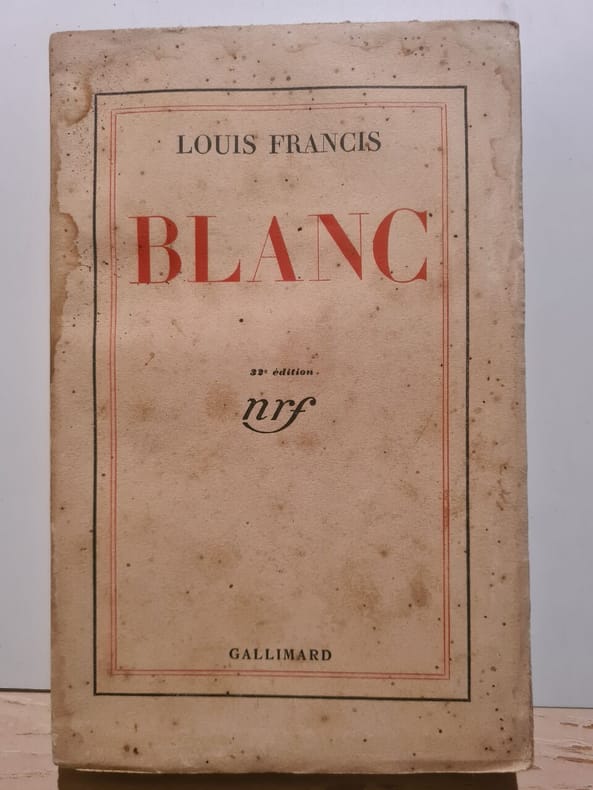 LOUIS FRANCIS
BLANC
32ᵉ édition
nrf
GALLIMARD